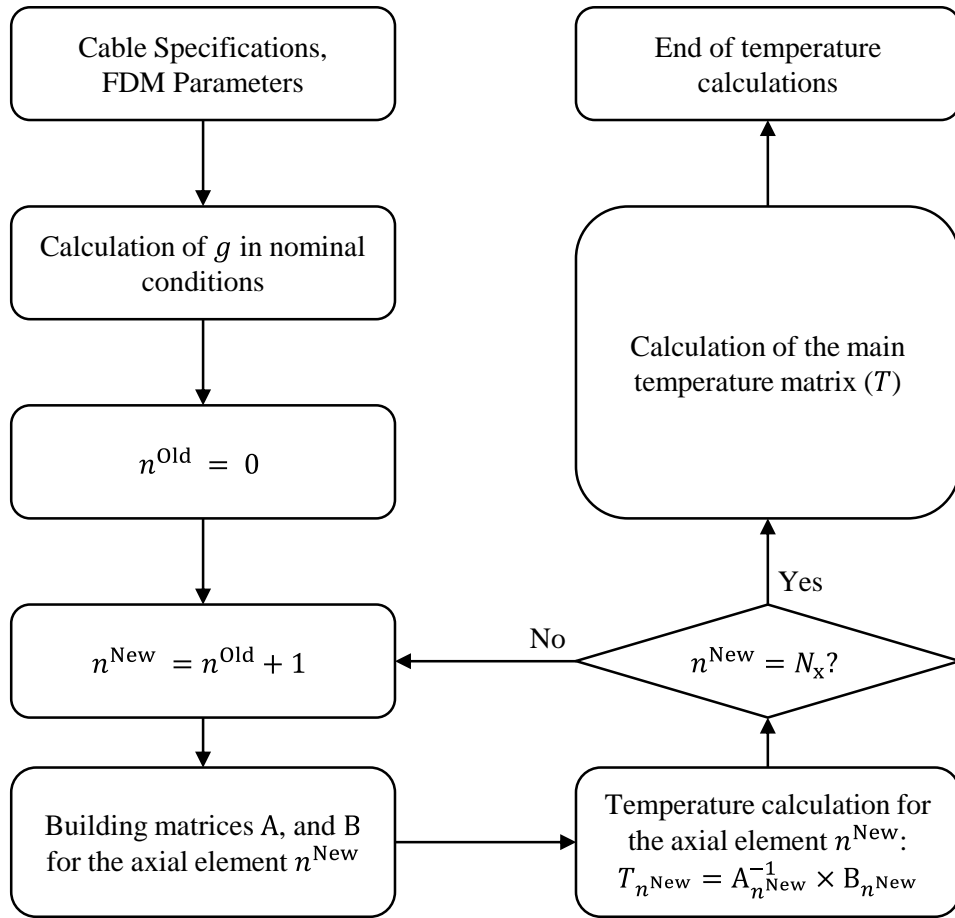 Cable Specifications,
FDM Parameters
Calculation of g in nominal
conditions
n^Old = 0
n^New = n^Old + 1
Building matrices A, and B
for the axial element n^New
Temperature calculation for
the axial element n^New:
T_{n^New} = A_{n^New}^{-1} × B_{n^New}
n^New = N_x?
No
Yes
Calculation of the main
temperature matrix (T)
End of temperature
calculations